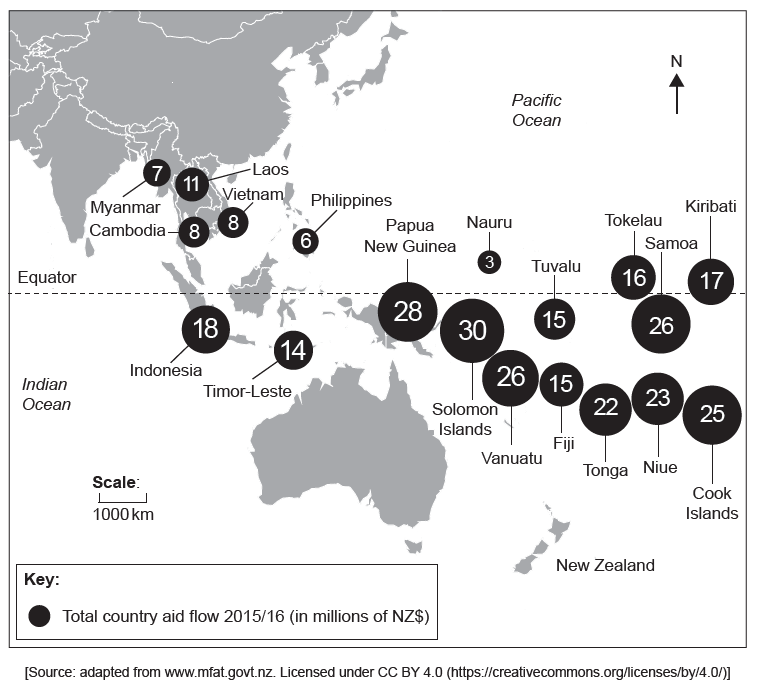 N
Pacific
Ocean
7
11
Laos
Myanmar
Vietnam
Cambodia
8
8
Philippines
6
Papua
New Guinea
Nauru
3
Tokelau
Kiribati
Samoa
Tuvalu
16
17
Equator
28
18
30
15
26
14
Indonesia
Timor-Leste
Indian
Ocean
26
15
22
23
25
Solomon
Islands
Vanuatu
Fiji
Tonga
Niue
Cook
Islands
Scale:
1000 km
New Zealand
Key:
Total country aid flow 2015/16 (in millions of NZ$)
[Source: adapted from www.mfat.govt.nz. Licensed under CC BY 4.0 (https://creativecommons.org/licenses/by/4.0/)]